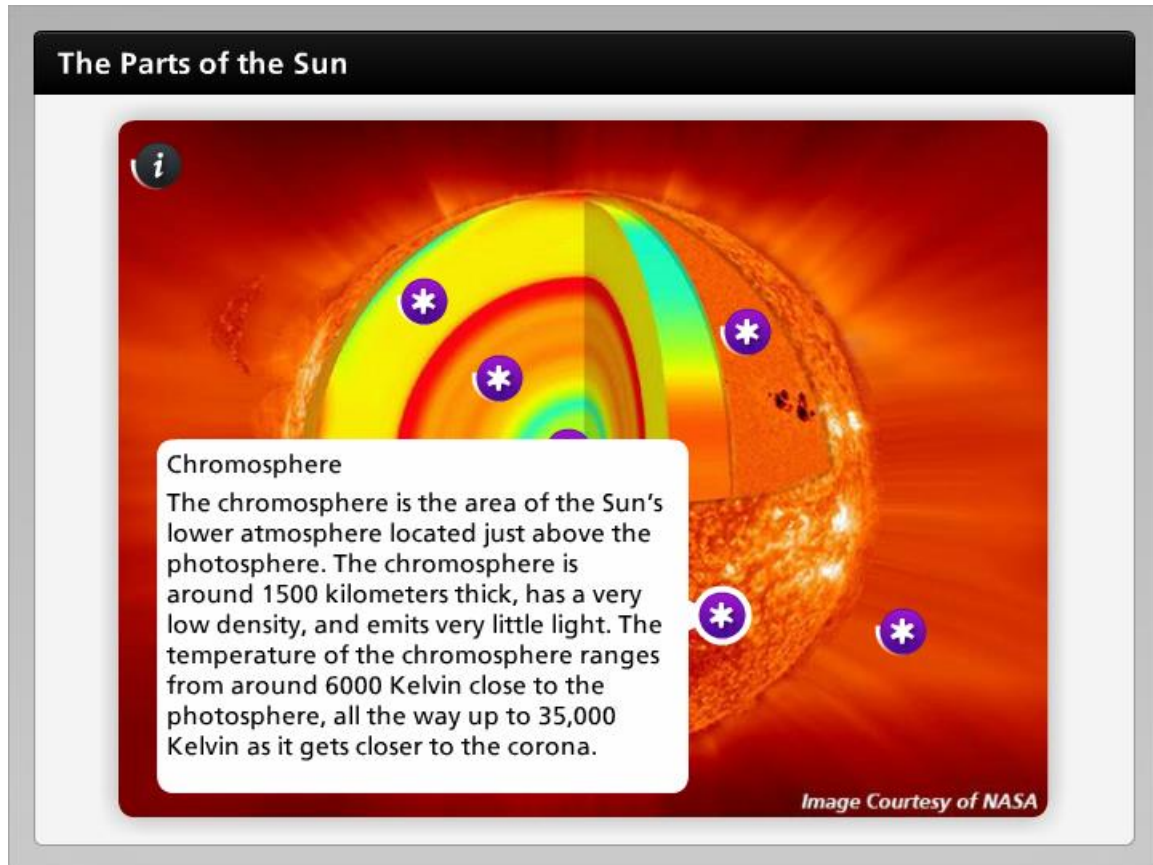 The Parts of the Sun
i
Chromosphere
The chromosphere is the area of the Sun's
lower atmosphere located just above the
photosphere. The chromosphere is
around 1500 kilometers thick, has a very
low density, and emits very little light. The
temperature of the chromosphere ranges
from around 6000 Kelvin close to the
photosphere, all the way up to 35,000
Kelvin as it gets closer to the corona.
Image Courtesy of NASA